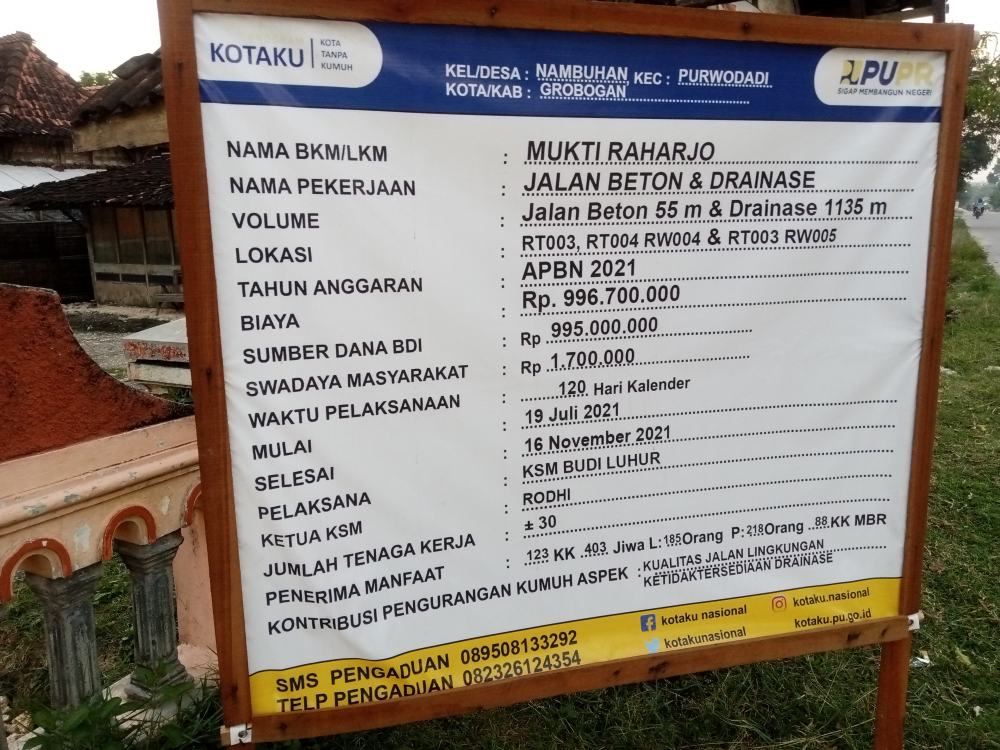 KOTAKU KOTA TANPA KUMUH
KEL/DESA : NAMBUHAN KEC : PURWODADI
KOTA/KAB : GROBOGAN
PUPR
SIGAP MEMBANGUN NEGERI
NAMA BKM/LKM : MUKTI RAHARJO
NAMA PEKERJAAN : JALAN BETON & DRAINASE
VOLUME : Jalan Beton 55 m & Drainase 1135 m
LOKASI : RT003, RT004 RW004 & RT003 RW005
TAHUN ANGGARAN : APBN 2021
BIAYA : Rp. 996.700.000
SUMBER DANA BDI : Rp 995.000.000
SWADAYA MASYARAKAT : Rp 1.700.000
WAKTU PELAKSANAAN : 120 Hari Kalender
MULAI : 19 Juli 2021
SELESAI : 16 November 2021
PELAKSANA : KSM BUDI LUHUR
KETUA KSM : RODHI
JUMLAH TENAGA KERJA : ± 30
PENERIMA MANFAAT : 123 KK 403 Jiwa L: 185 Orang P: 218 Orang 88 KK MBR
KONTRIBUSI PENGURANGAN KUMUH ASPEK : KUALITAS JALAN LINGKUNGAN
KETIDAKTERSEDIAAN DRAINASE
SMS PENGADUAN 089508133292
TELP PENGADUAN 082326124354
kotaku nasional
kotakunasional
kotaku.nasional
kotaku.pu.go.id